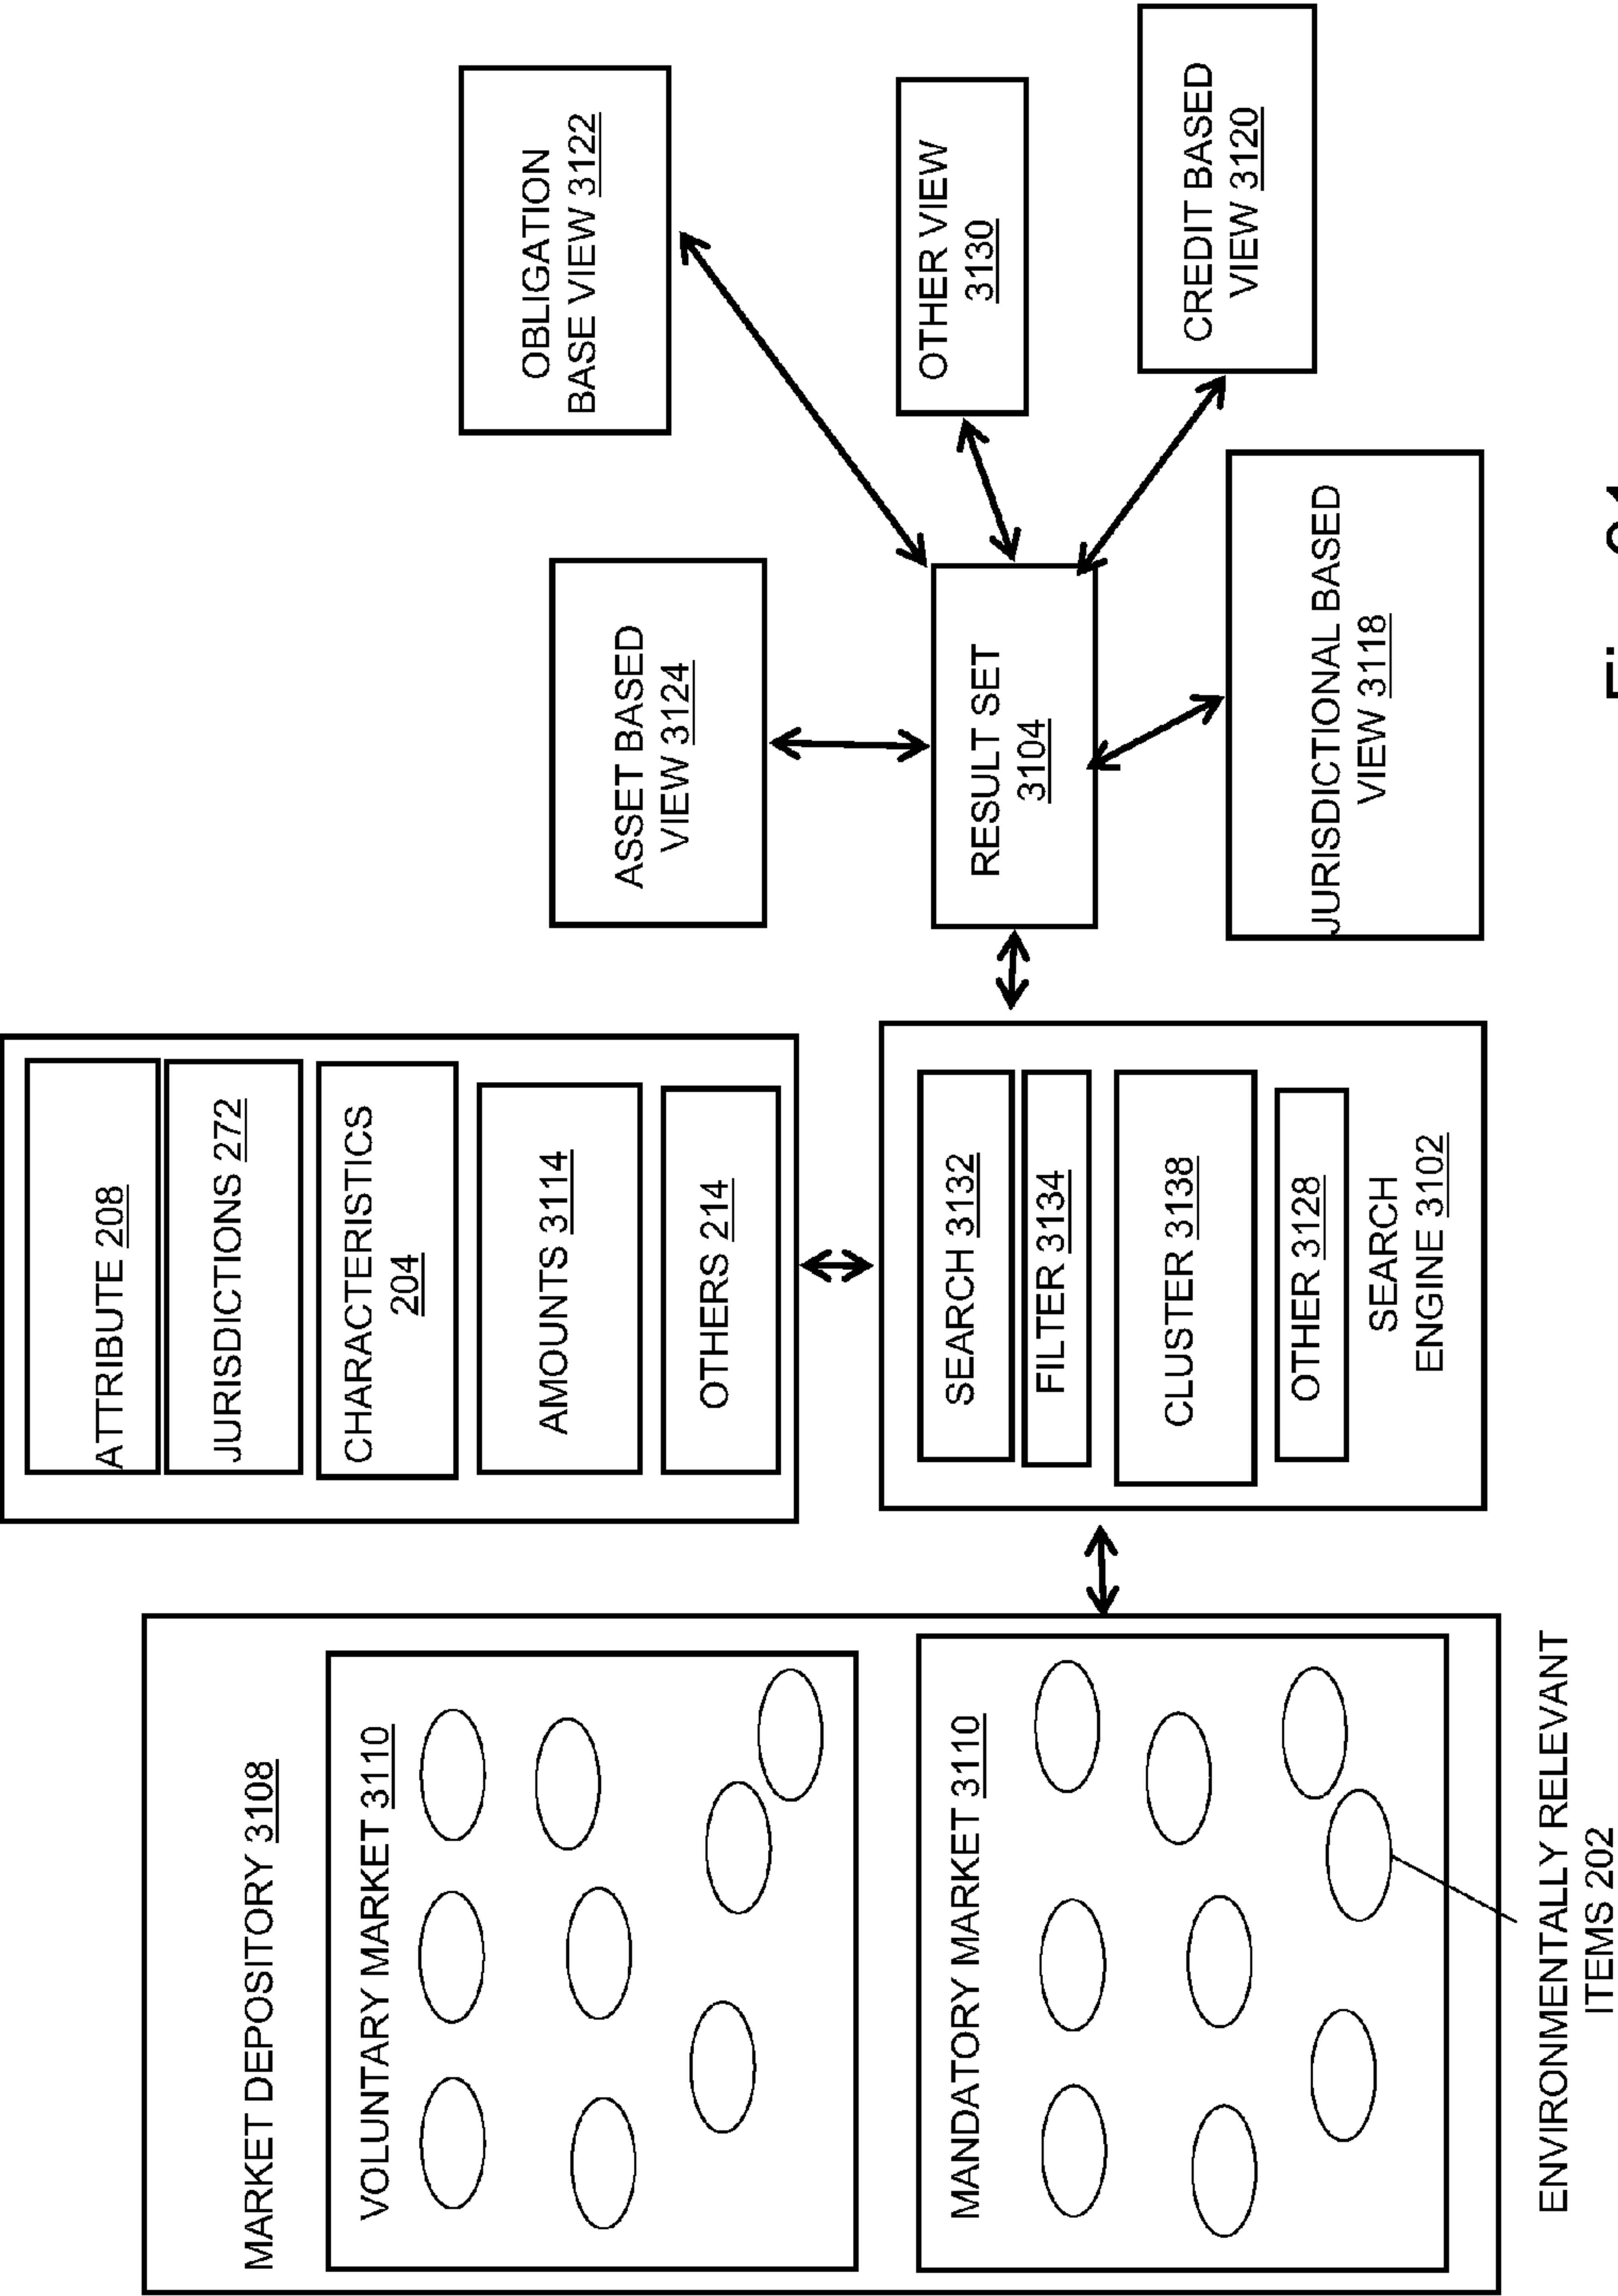 MARKET DEPOSITORY 3108
VOLUNTARY MARKET 3110
MANDATORY MARKET 3110
ENVIRONMENTALLY RELEVANT
ITEMS 202
ATTRIBUTE 208
JURISDICTIONS 272
CHARACTERISTICS
204
AMOUNTS 3114
OTHERS 214
SEARCH 3132
FILTER 3134
CLUSTER 3138
OTHER 3128
SEARCH
ENGINE 3102
RESULT SET
3104
ASSET BASED
VIEW 3124
OBLIGATION
BASE VIEW 3122
OTHER VIEW
3130
CREDIT BASED
VIEW 3120
JURISDICTIONAL BASED
VIEW 3118